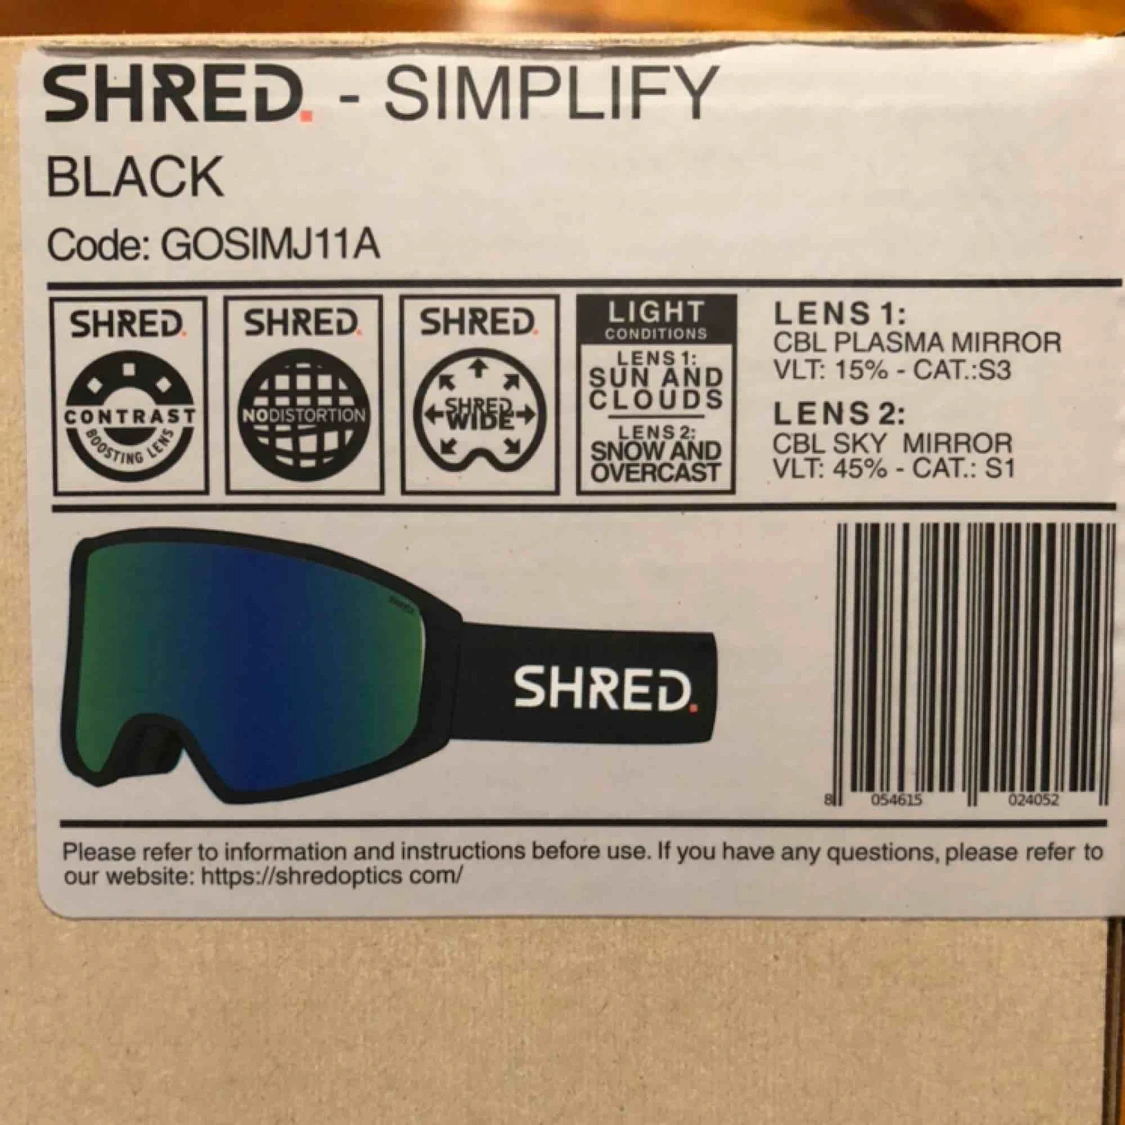 SHRED. - SIMPLIFY
BLACK
Code: GOSIMJ11A
SHRED.
CONTRAST
BOOSTING LENS
SHRED.
NODISTORTION
SHRED.
SHRED
WIDE
LIGHT
CONDITIONS
LENS 1:
SUN AND
CLOUDS
LENS 2:
SNOW AND
OVERCAST
LENS 1:
CBL PLASMA MIRROR
VLT: 15% - CAT.:S3
LENS 2:
CBL SKY MIRROR
VLT: 45% - CAT.: S1
SHRED
SHRED.
8 054615 024052
Please refer to information and instructions before use. If you have any questions, please refer to
our website: https://shredoptics com/